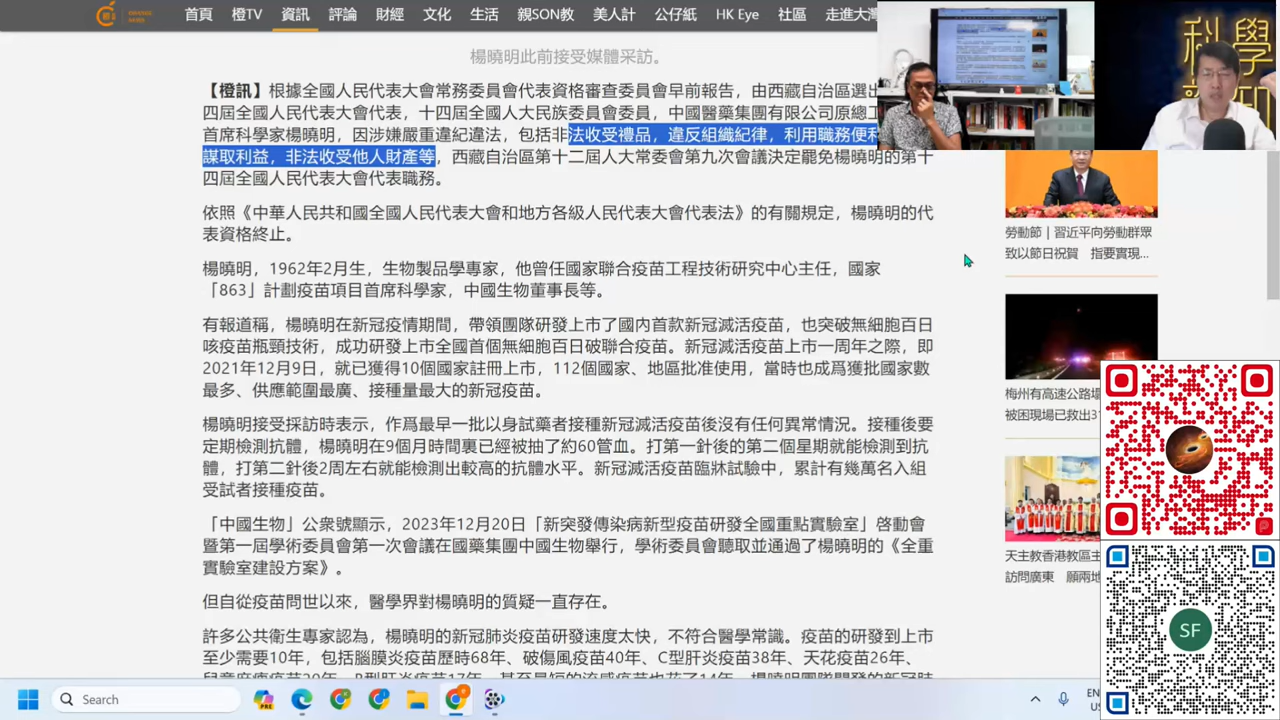 首頁
TV
資訊
評論
財經
文化
生活
親SON教
美人計
公仔紙
HK Eye
社區
大灣
楊曉明此前接受媒體采訪。
【橙訊】根據全國人民代表大會常務委員會代表資格審查委員會早前報告，由西藏自治區選出
四屆全國人民代表大會代表，十四屆全國人大民族委員會委員，中國醫藥集團有限公司原總工
首席科學家楊曉明，因涉嫌嚴重違紀違法，包括非法收受禮品，違反組織紀律，利用職務便利
謀取利益，非法收受他人財產等，西藏自治區第十二屆人大常委會第九次會議決定罷免楊曉明的第十
四屆全國人民代表大會代表職務。
依照《中華人民共和國全國人民代表大會和地方各級人民代表大會代表法》的有關規定，楊曉明的代
表資格終止。
楊曉明，1962年2月生，生物製品學專家，他曾任國家聯合疫苗工程技術研究中心主任，國家
「863」計劃疫苗項目首席科學家，中國生物董事長等。
有報道稱，楊曉明在新冠疫情期間，帶領團隊研發上市了國内首款新冠滅活疫苗，也突破無細胞百日
咳疫苗瓶頸技術，成功研發上市全國首個無細胞百日破聯合疫苗。新冠滅活疫苗上市一周年之際，即
2021年12月9日，就已獲得10個國家註冊上市，112個國家、地區批准使用，當時也成爲獲批國家數
最多、供應範圍最廣、接種量最大的新冠疫苗。
楊曉明接受採訪時表示，作爲最早一批以身試藥者接種新冠滅活疫苗後沒有任何異常情況。接種後要
定期檢測抗體，楊曉明在9個月時間裏已經被抽了約60管血。打第一針後的第二個星期就能檢測到抗
體，打第二針後2周左右就能檢測出較高的抗體水平。新冠滅活疫苗臨牀試驗中，累計有幾萬名入組
受試者接種疫苗。
「中國生物」公衆號顯示，2023年12月20日「新突發傳染病新型疫苗研發全國重點實驗室」啓動會
暨第一屆學術委員會第一次會議在國藥集團中國生物舉行，學術委員會聽取並通過了楊曉明的《全重
實驗室建設方案》。
但自從疫苗問世以來，醫學界對楊曉明的質疑一直存在。
許多公共衛生專家認為，楊曉明的新冠肺炎疫苗研發速度太快，不符合醫學常識。疫苗的研發到上市
至少需要10年，包括腦膜炎疫苗歷時68年、破傷風疫苗40年、C型肝炎疫苗38年、天花疫苗26年、
勞動節｜習近平向勞動群眾
致以節日祝賀 指要實現...
梅州有高速公路塌
被困現場已救出3
天主教香港教區主
訪問廣東 願兩地
科學
SF
Search
EN